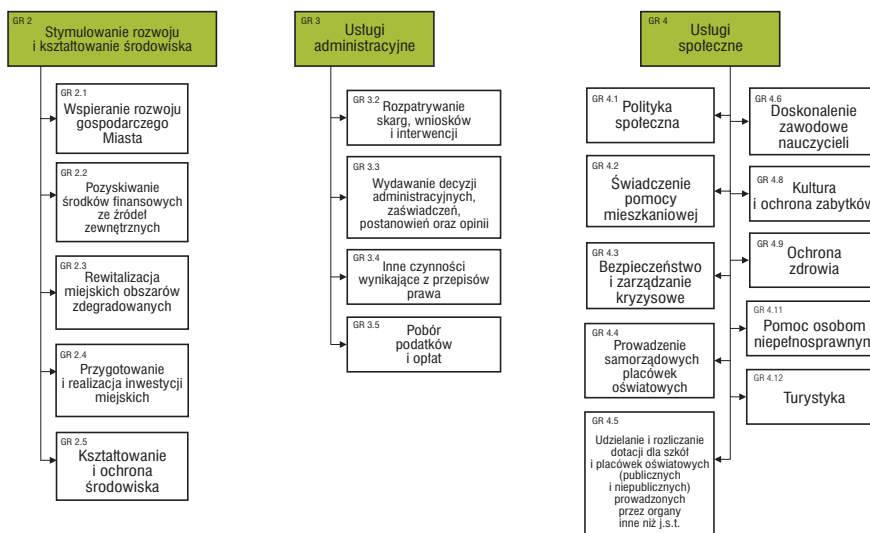 GR 2
Stymulowanie rozwoju
i kształtowanie środowiska
GR 2.1
Wspieranie rozwoju
gospodarczego
Miasta
GR 2.2
Pozyskiwanie
środków finansowych
ze źródeł
zewnętrznych
GR 2.3
Rewitalizacja
miejskich obszarów
zdegradowanych
GR 2.4
Przygotowanie
i realizacja inwestycji
miejskich
GR 2.5
Kształtowanie
i ochrona
środowiska
GR 3
Usługi
administracyjne
GR 3.2
Rozpatrywanie
skarg, wniosków
i interwencji
GR 3.3
Wydawanie decyzji
administracyjnych,
zaświadczeń,
postanowień oraz opinii
GR 3.4
Inne czynności
wynikające z przepisów
prawa
GR 3.5
Pobór
podatków
i opłat
GR 4
Usługi
społeczne
GR 4.1
Polityka
społeczna
GR 4.2
Świadczenie
pomocy
mieszkaniowej
GR 4.3
Bezpieczeństwo
i zarządzanie
kryzysowe
GR 4.4
Prowadzenie
samorządowych
placówek
oświatowych
GR 4.5
Udzielanie i rozliczanie
dotacji dla szkół
i placówek oświatowych
(publicznych
i niepublicznych)
prowadzonych
przez organy
inne niż j.s.t.
GR 4.6
Doskonalenie
zawodowe
nauczycieli
GR 4.8
Kultura
i ochrona zabytków
GR 4.9
Ochrona
zdrowia
GR 4.11
Pomoc osobom
niepełnosprawnym
GR 4.12
Turystyka